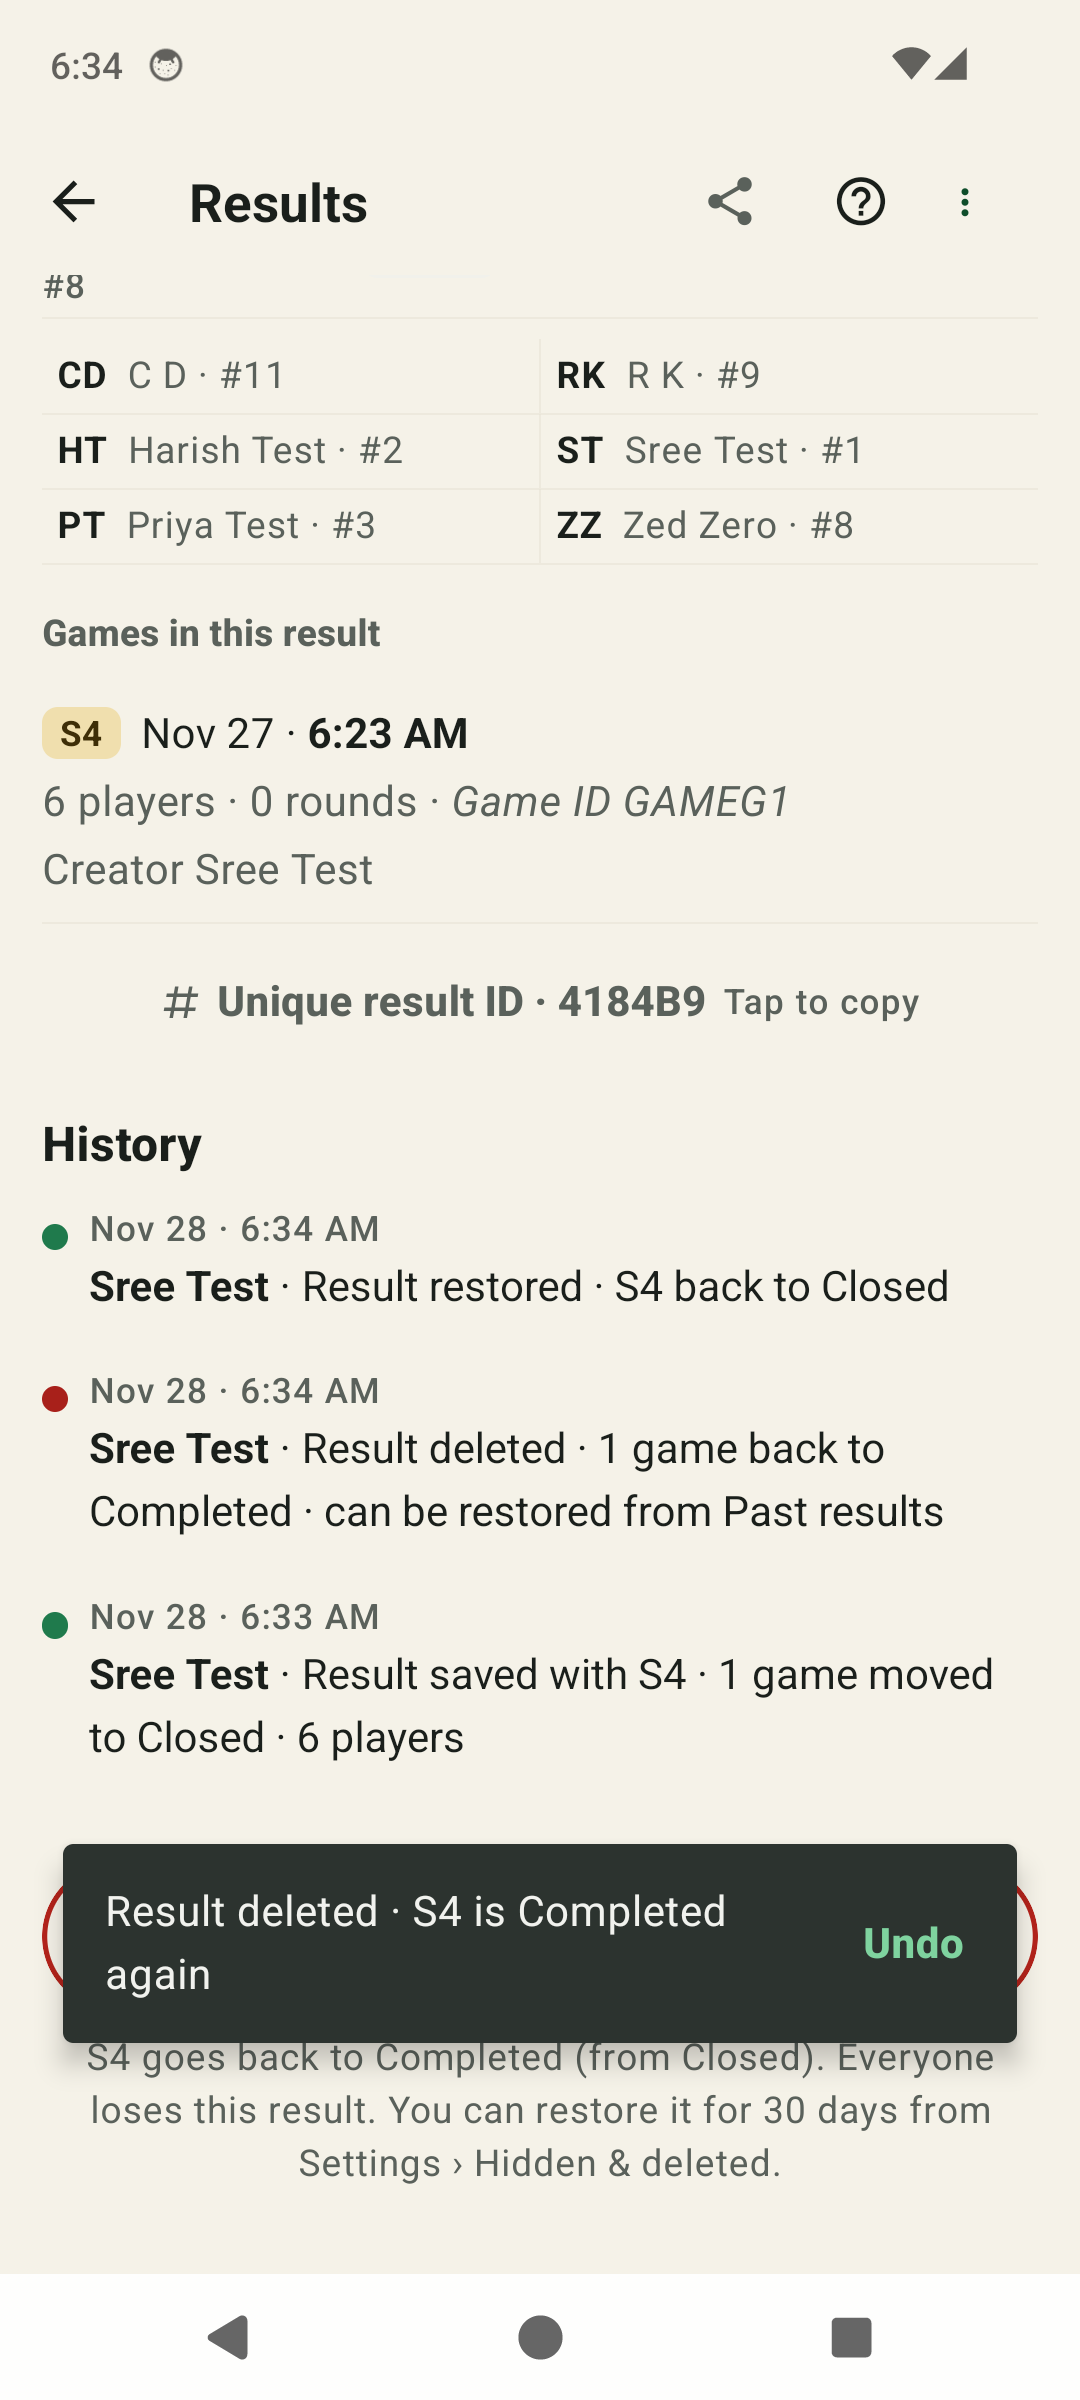 6:34
Results
#8
CD C D · #11
RK R K · #9
HT Harish Test · #2
ST Sree Test · #1
PT Priya Test · #3
ZZ Zed Zero · #8
Games in this result
S4 Nov 27 · 6:23 AM
6 players · 0 rounds · Game ID GAMEG1
Creator Sree Test
# Unique result ID · 4184B9 Tap to copy
History
Nov 28 · 6:34 AM
Sree Test · Result restored · S4 back to Closed
Nov 28 · 6:34 AM
Sree Test · Result deleted · 1 game back to
Completed · can be restored from Past results
Nov 28 · 6:33 AM
Sree Test · Result saved with S4 · 1 game moved
to Closed · 6 players
Result deleted · S4 is Completed
again
Undo
S4 goes back to Completed (from Closed). Everyone
loses this result. You can restore it for 30 days from
Settings › Hidden & deleted.